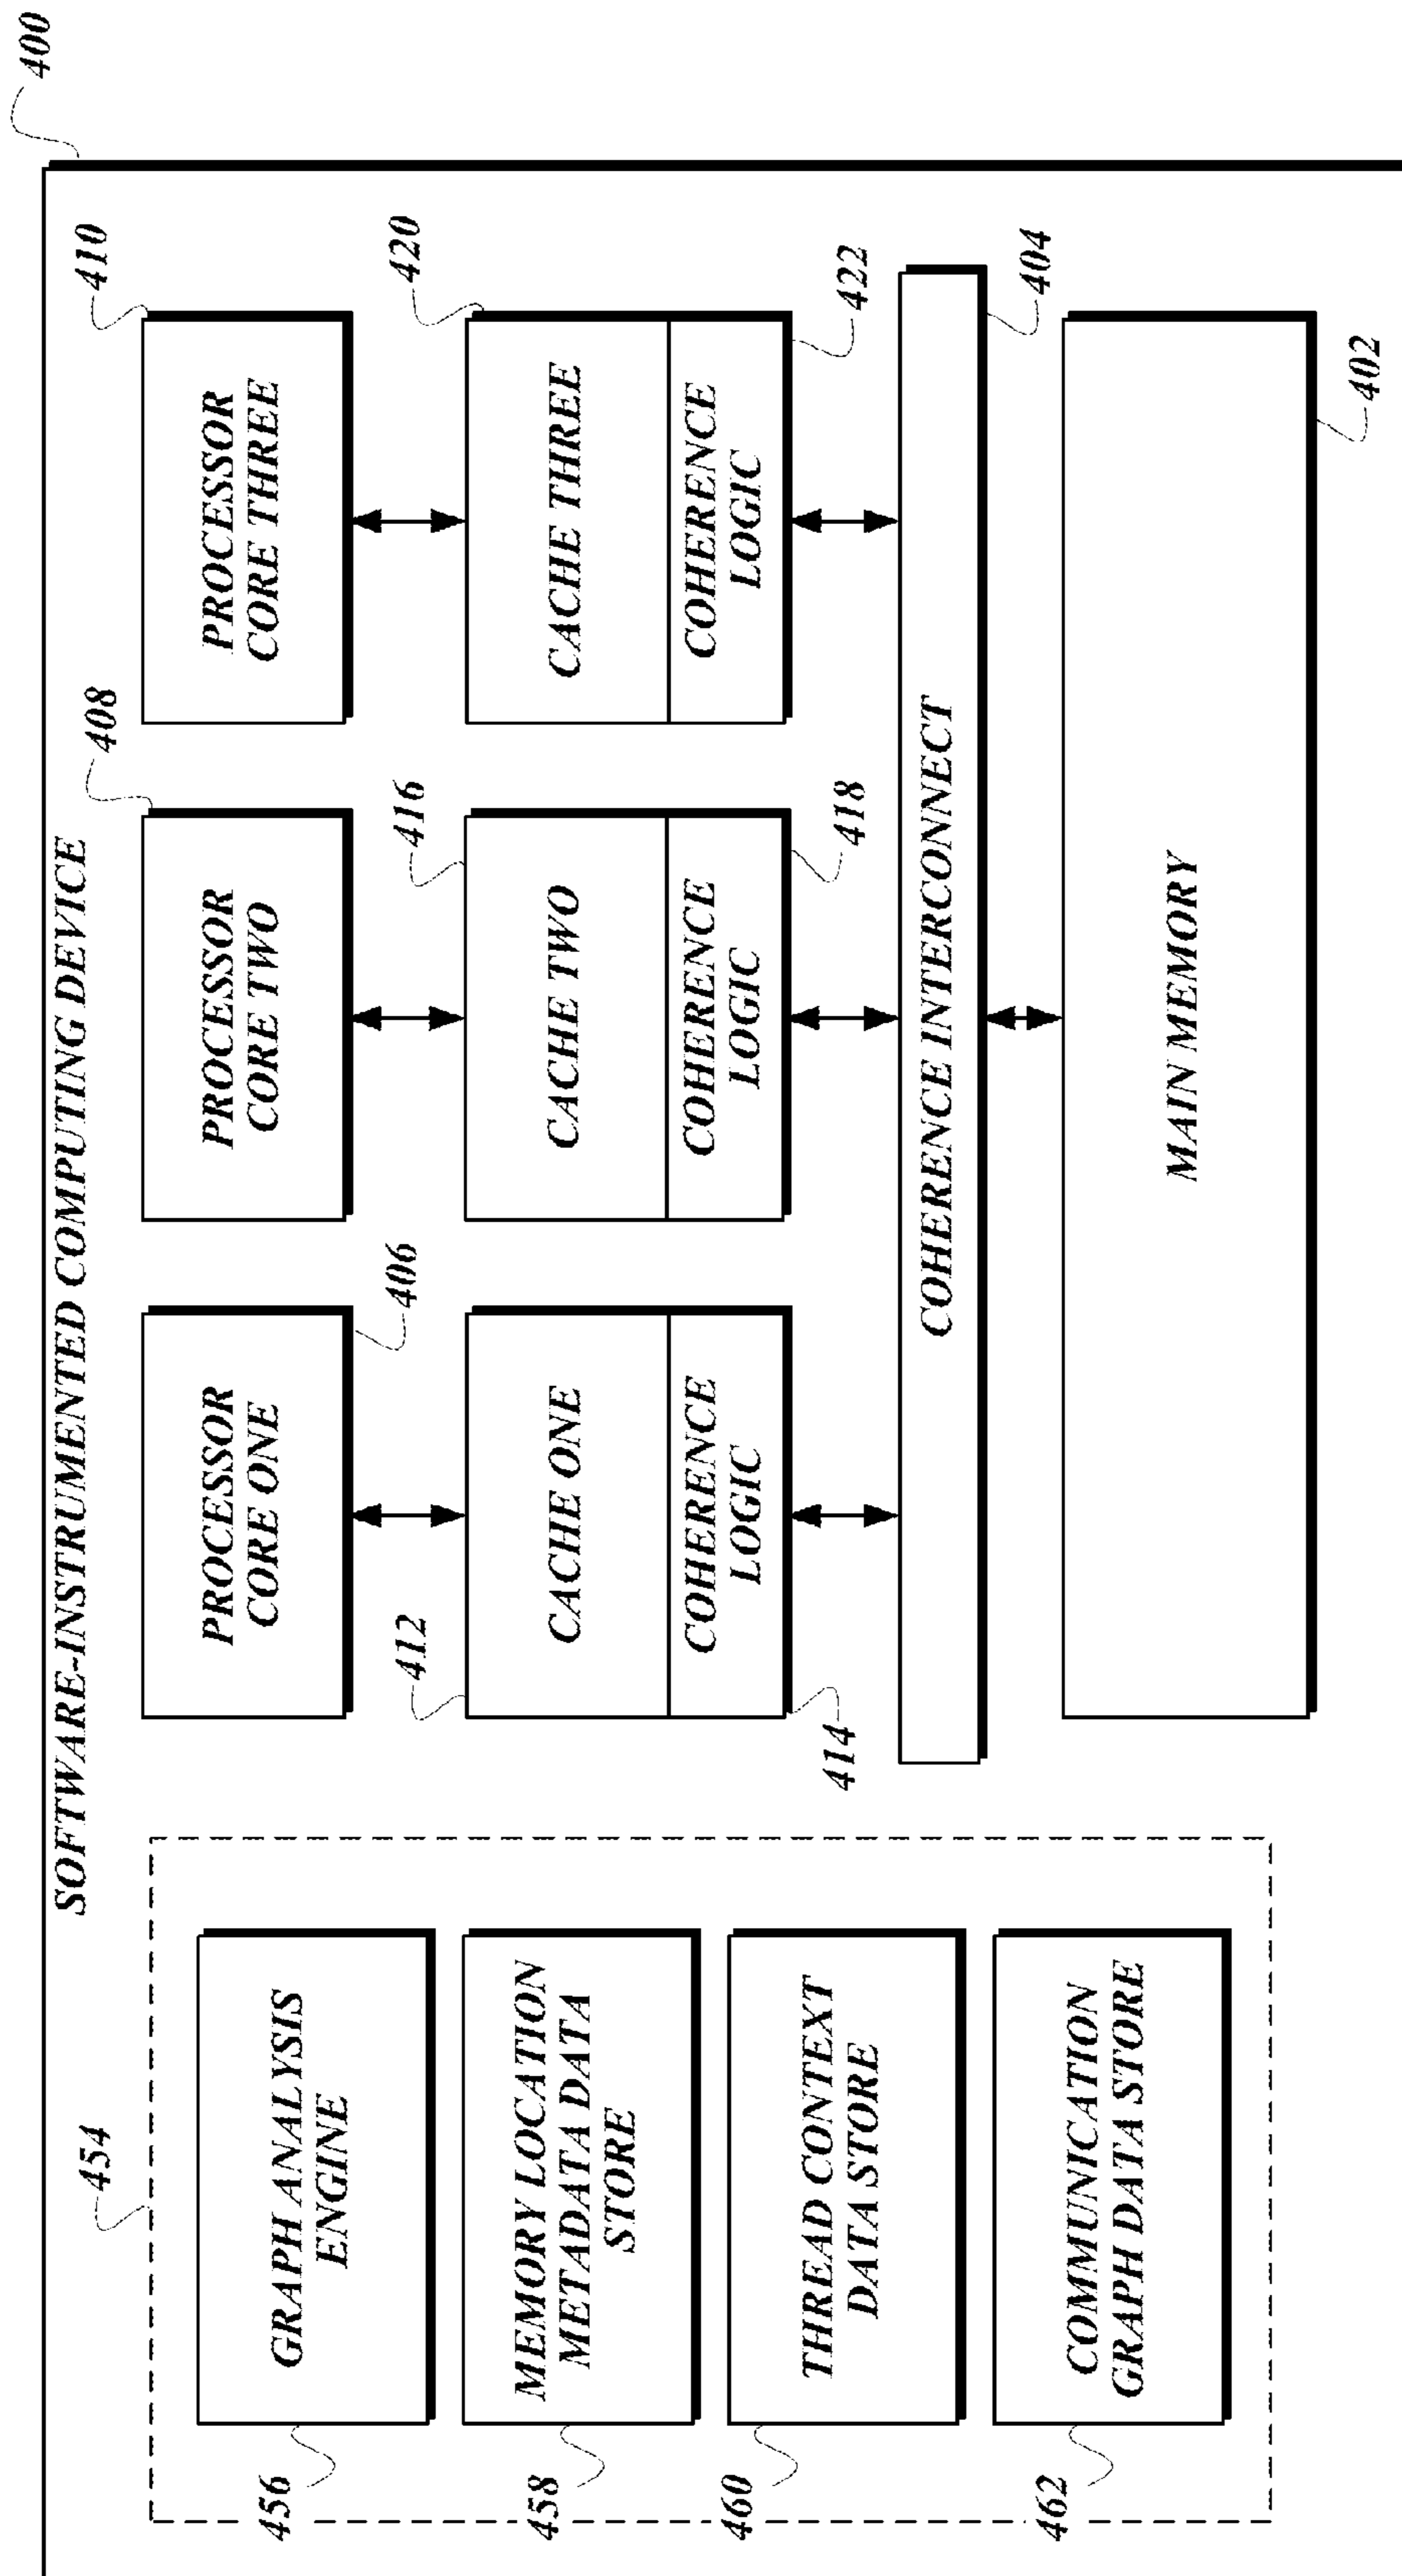 400
SOFTWARE-INSTRUMENTED COMPUTING DEVICE
454
GRAPH ANALYSIS
ENGINE
456
MEMORY LOCATION
METADATA DATA
STORE
458
THREAD CONTEXT
DATA STORE
460
COMMUNICATION
GRAPH DATA STORE
462
PROCESSOR
CORE ONE
406
PROCESSOR
CORE TWO
408
PROCESSOR
CORE THREE
410
412
CACHE ONE
COHERENCE
LOGIC
414
416
CACHE TWO
COHERENCE
LOGIC
418
420
CACHE THREE
COHERENCE
LOGIC
422
COHERENCE INTERCONNECT
404
MAIN MEMORY
402